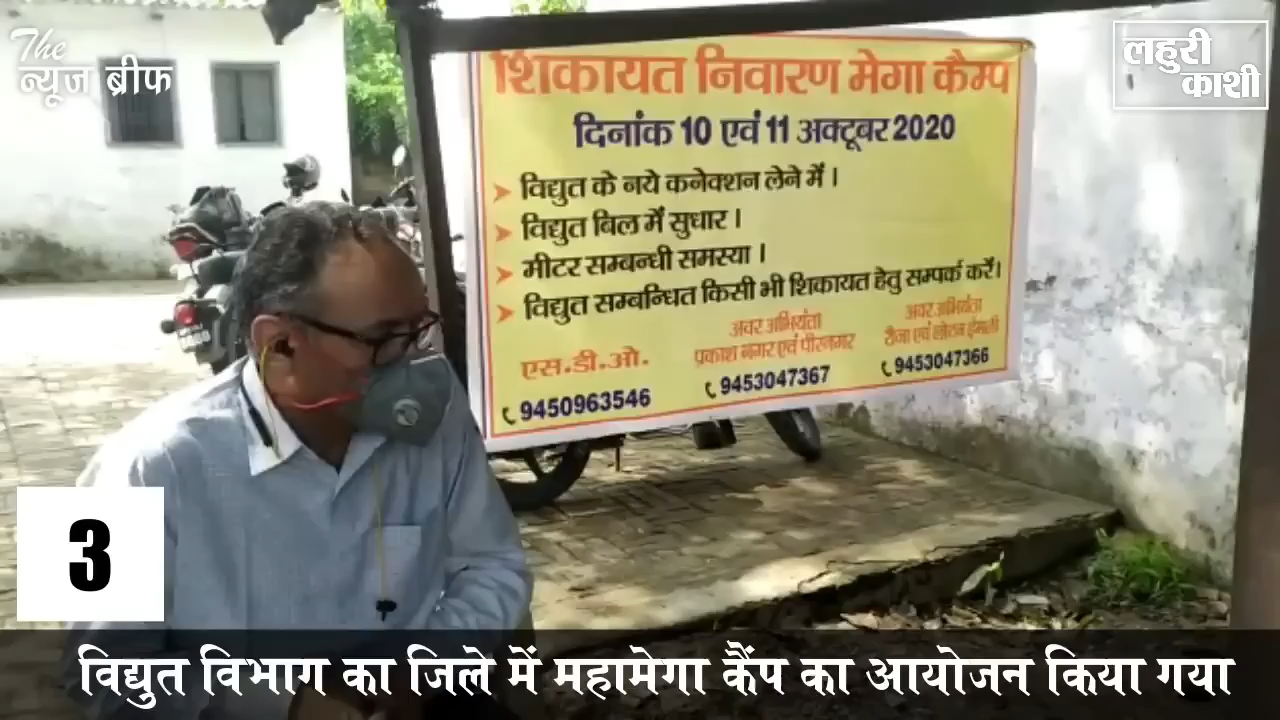 The
न्यूज ब्रीफ
लहुरी
काशी
शिकायत निवारण मेगा कैम्प
दिनांक 10 एवं 11 अक्टूबर 2020
➤ विद्युत के नये कनेक्शन लेने में ।
➤ विद्युत बिल में सुधार ।
➤ मीटर सम्बन्धी समस्या ।
➤ विद्युत सम्बन्धित किसी भी शिकायत हेतु सम्पर्क करें।
एस.डी.ओ.
9450963546
अवर अभियंता
प्रकाश नगर एवं पीरनगर
9453047367
अवर अभियंता
रौजा एवं
9453047366
3
विद्युत विभाग का जिले में महामेगा कैंप का आयोजन किया गया